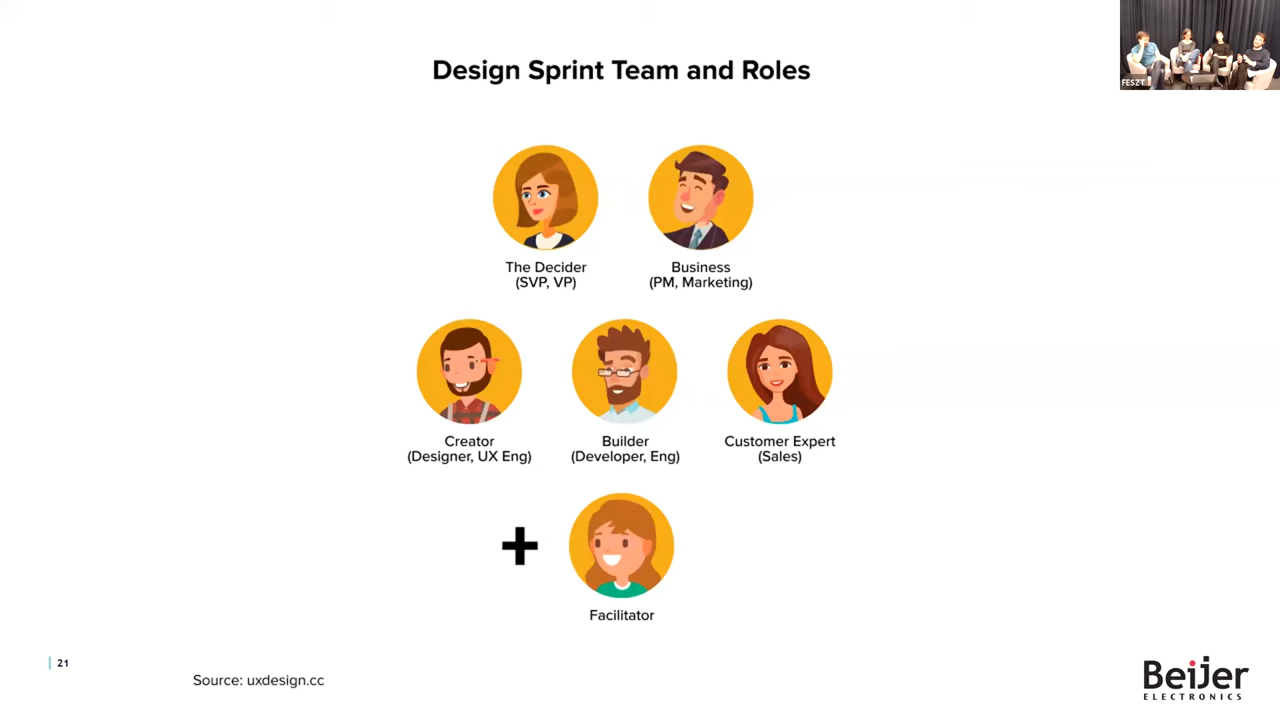 Design Sprint Team and Roles
FESZT
The Decider
(SVP, VP)
Business
(PM, Marketing)
Creator
(Designer, UX Eng)
Builder
(Developer, Eng)
Customer Expert
(Sales)
+
Facilitator
21
Source: uxdesign.cc
Beijer
ELECTRONICS